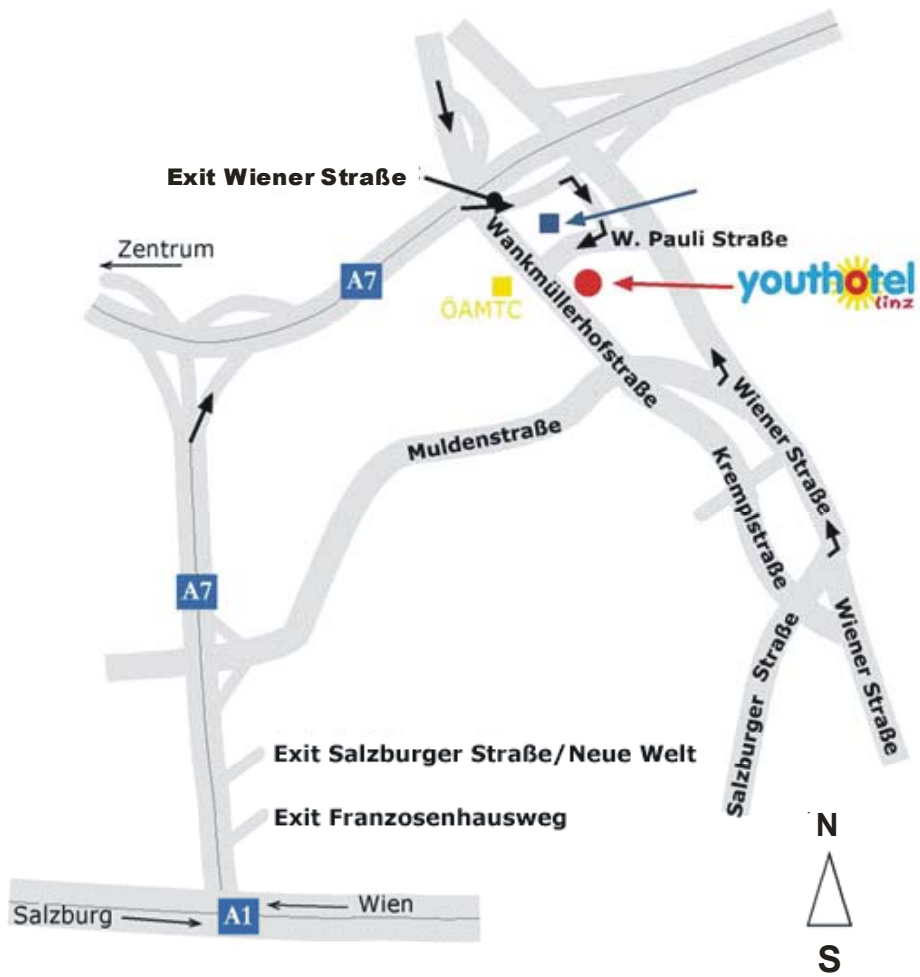 Exit Wiener Straße
W. Pauli Straße
Zentrum
A7
youthotel
linz
ÖAMTC
Wankmüllerhofstraße
Wiener Straße
Muldenstraße
Kremplstraße
A7
Salzburger Straße
Wiener Straße
Exit Salzburger Straße/Neue Welt
Exit Franzosenhausweg
N
Salzburg
A1
Wien
S